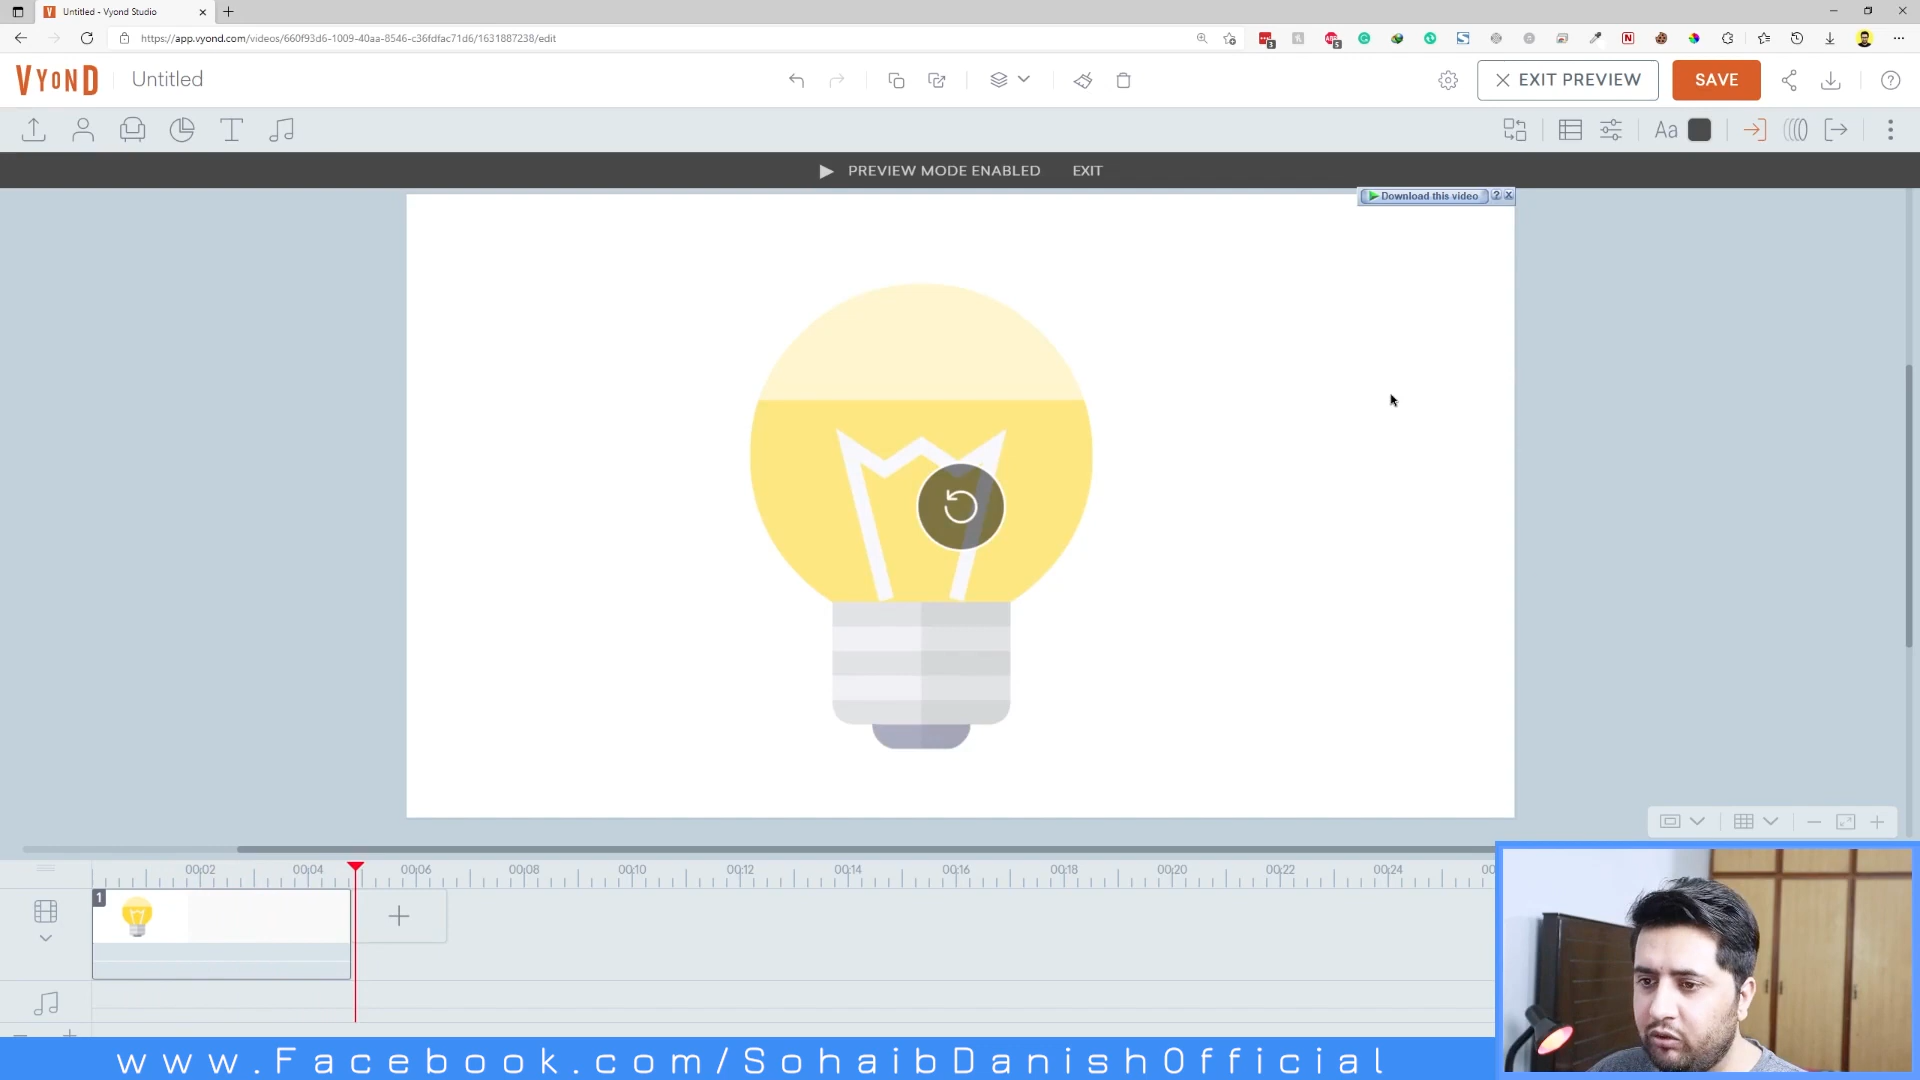 Untitled - Vyond Studio
https://app.vyond.com/videos/660f93d6-1009-40aa-8546-c36fdfac71d6/1631887238/edit
VYOND
Untitled
EXIT PREVIEW
SAVE
Aa
PREVIEW MODE ENABLED
EXIT
Download this video
00:02
00:04
00:06
00:08
00:10
00:12
00:14
00:16
00:18
00:20
00:22
00:24
1
www.Facebook.com/SohaibDanishOfficial